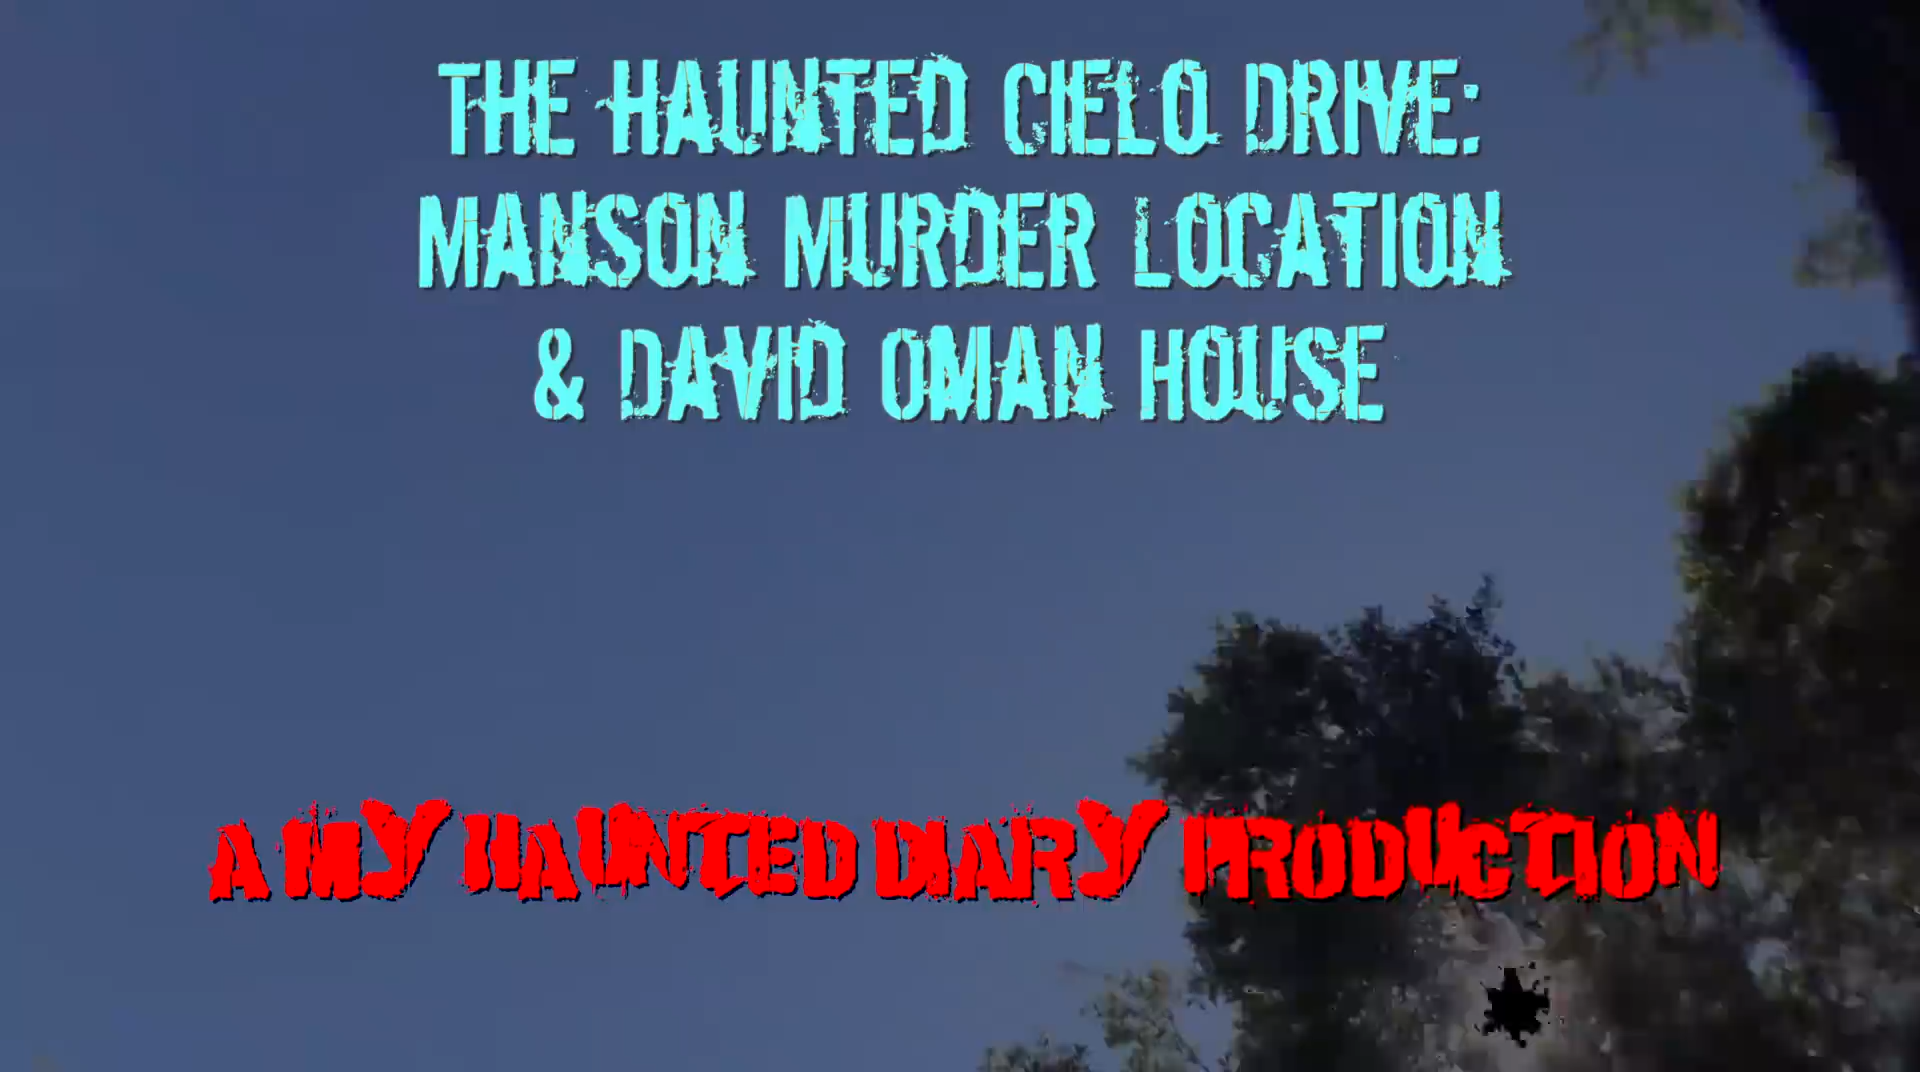 THE HAUNTED CIELO DRIVE:
MANSON MURDER LOCATION
& DAVID OMAN HOUSE
A MY HAUNTED DIARY PRODUCTION